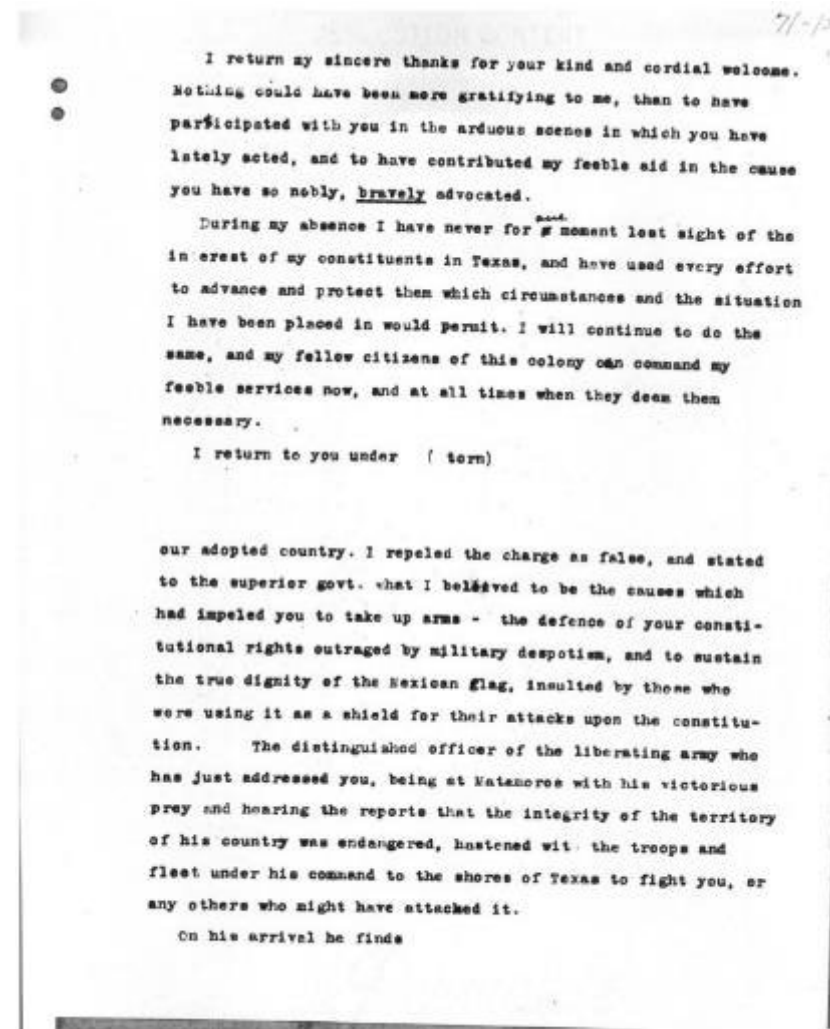 71-13
I return my sincere thanks for your kind and cordial welcome.
Nothing could have been more gratifying to me, than to have
participated with you in the arduous scenes in which you have
lately acted, and to have contributed my feeble aid in the cause
you have so nobly, bravely advocated.
During my absence I have never for a moment lost sight of the
in erest of my constituents in Texas, and have used every effort
to advance and protect them which circumstances and the situation
I have been placed in would permit. I will continue to do the
same, and my fellow citizens of this colony can command my
feeble services now, and at all times when they deem them
necessary.
I return to you under ( torn)
our adopted country. I repeled the charge as false, and stated
to the superior govt. what I beleived to be the causes which
had impeled you to take up arms - the defence of your consti-
tutional rights outraged by military despotism, and to sustain
the true dignity of the Mexican flag, insulted by those who
were using it as a shield for their attacks upon the constitu-
tion. The distinguished officer of the liberating army who
has just addressed you, being at Matamoros with his victorious
prey and hearing the reports that the integrity of the territory
of his country was endangered, hastened wit the troops and
fleet under his command to the shores of Texas to fight you, or
any others who might have attacked it.
On his arrival he finds